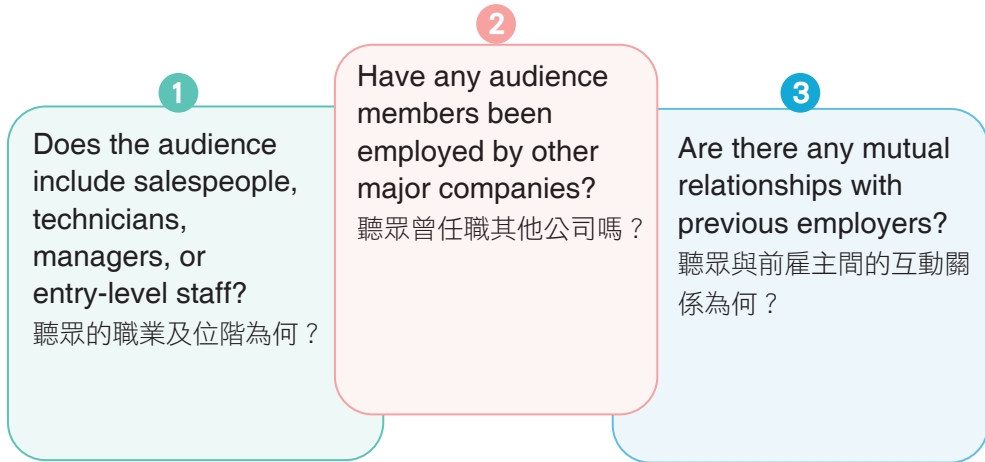 1
Does the audience
include salespeople,
technicians,
managers, or
entry-level staff?
聽眾的職業及位階為何？
2
Have any audience
members been
employed by other
major companies?
聽眾曾任職其他公司嗎？
3
Are there any mutual
relationships with
previous employers?
聽眾與前雇主間的互動關
係為何？